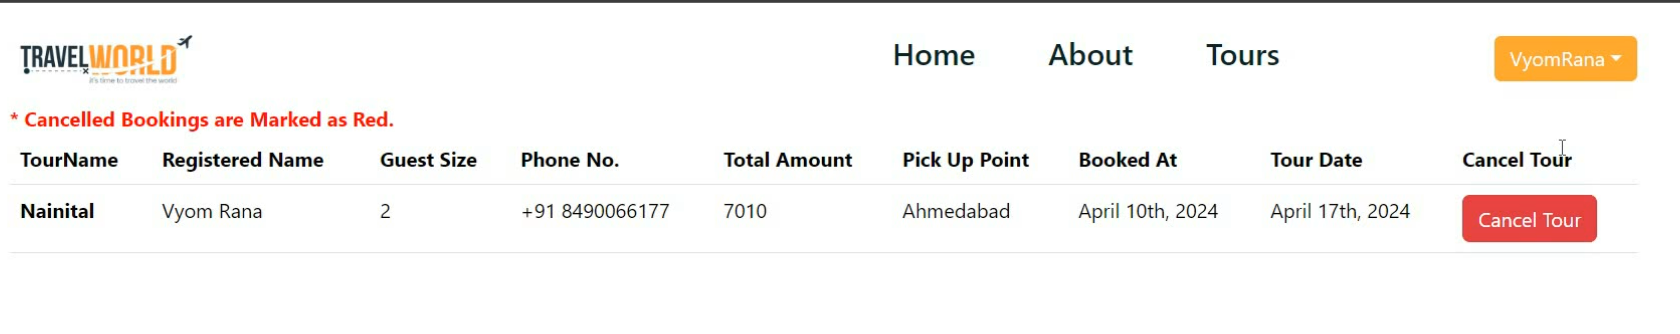 TRAVELWORLD
it's time to travel the world
Home About Tours VyomRana
* Cancelled Bookings are Marked as Red.
TourName Registered Name Guest Size Phone No. Total Amount Pick Up Point Booked At Tour Date Cancel Tour
Nainital Vyom Rana 2 +91 8490066177 7010 Ahmedabad April 10th, 2024 April 17th, 2024 Cancel Tour